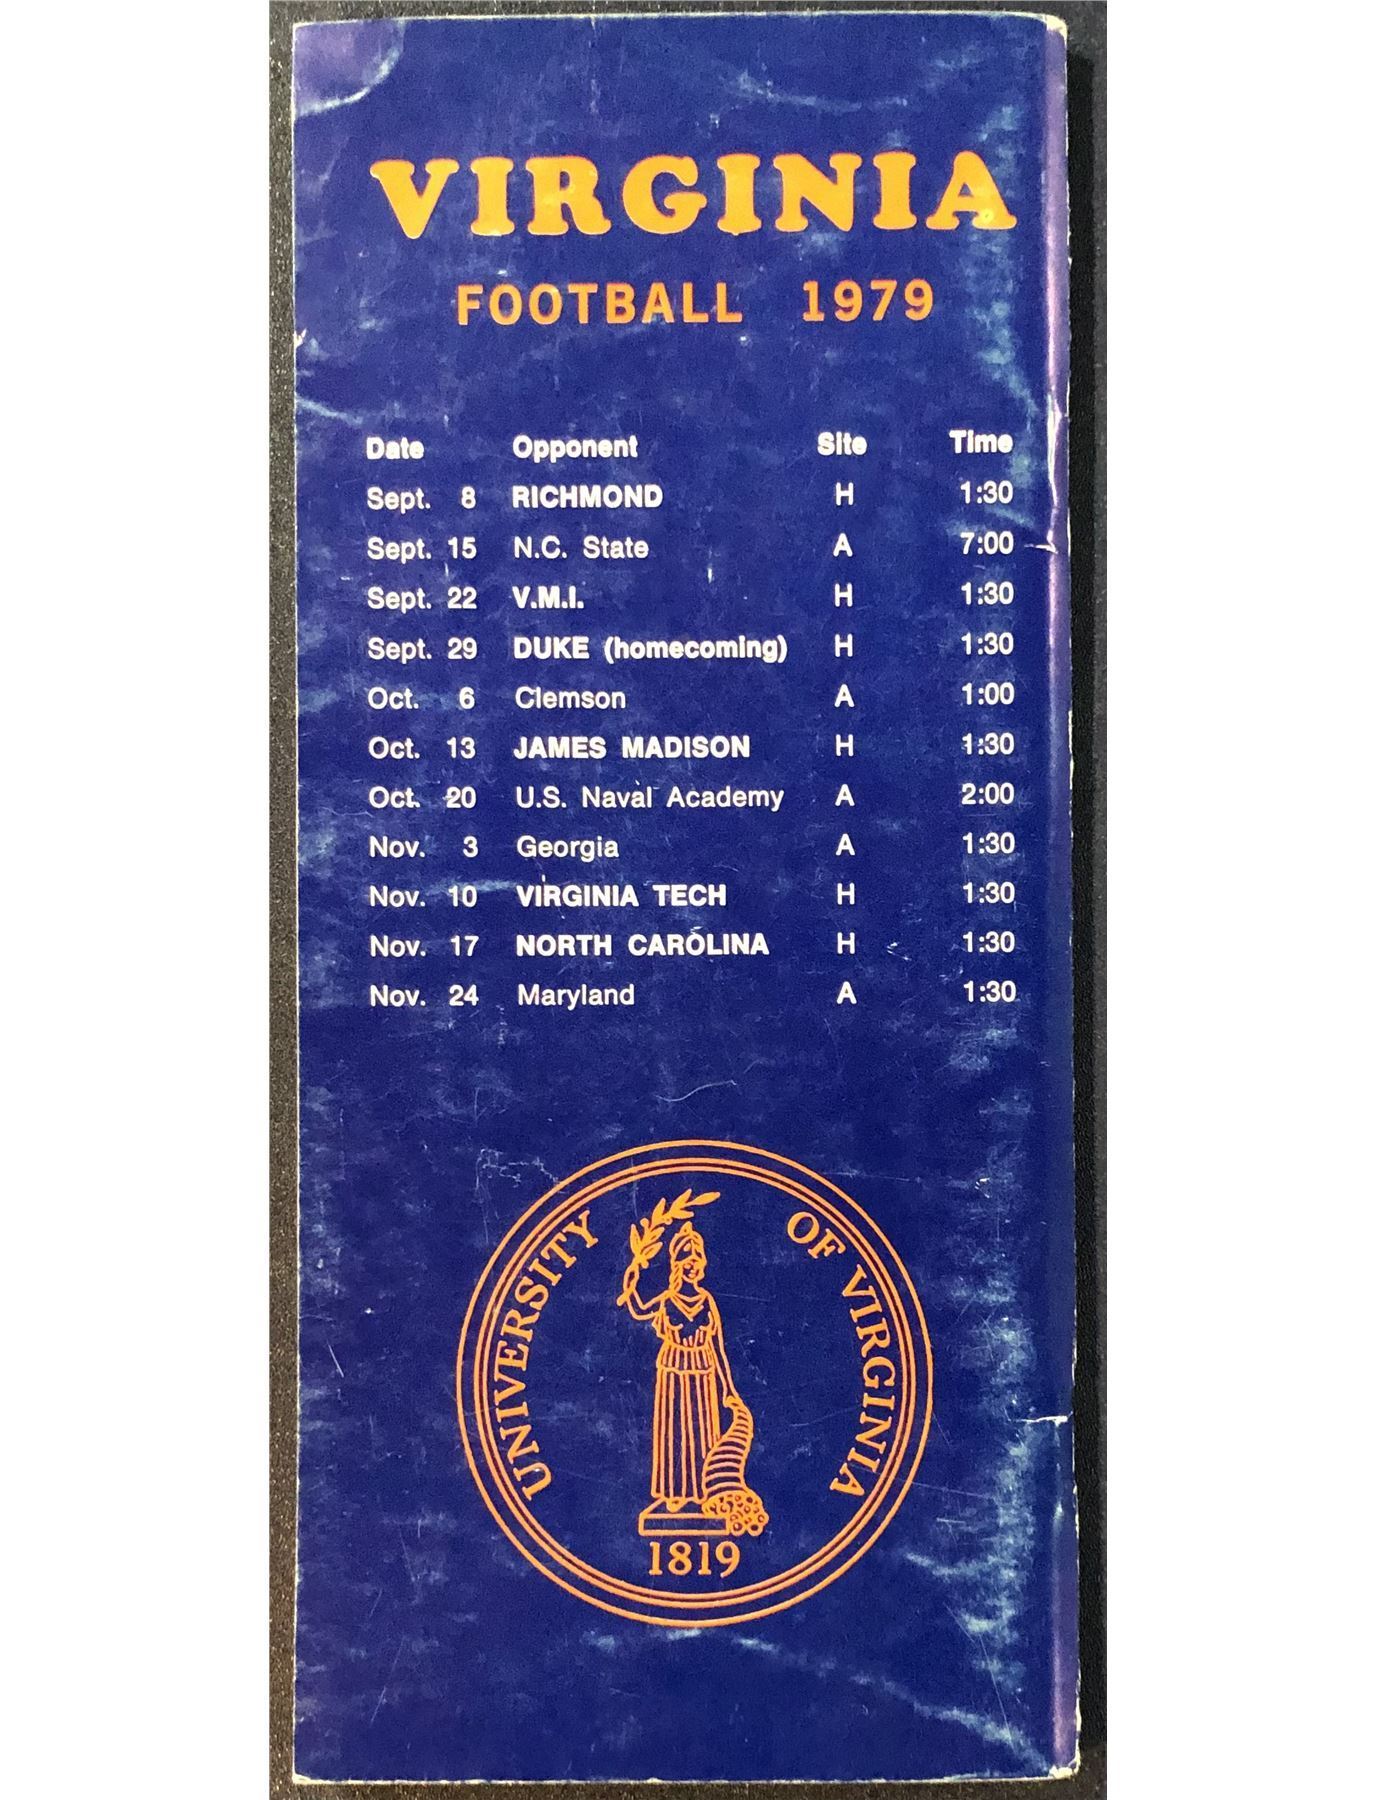 VIRGINIA
FOOTBALL 1979
Date Opponent Site Time
Sept. 8 RICHMOND H 1:30
Sept. 15 N.C. State A 7:00
Sept. 22 V.M.I. H 1:30
Sept. 29 DUKE (homecoming) H 1:30
Oct. 6 Clemson A 1:00
Oct. 13 JAMES MADISON H 1:30
Oct. 20 U.S. Naval Academy A 2:00
Nov. 3 Georgia A 1:30
Nov. 10 VIRGINIA TECH H 1:30
Nov. 17 NORTH CAROLINA H 1:30
Nov. 24 Maryland A 1:30
UNIVERSITY OF VIRGINIA
1819